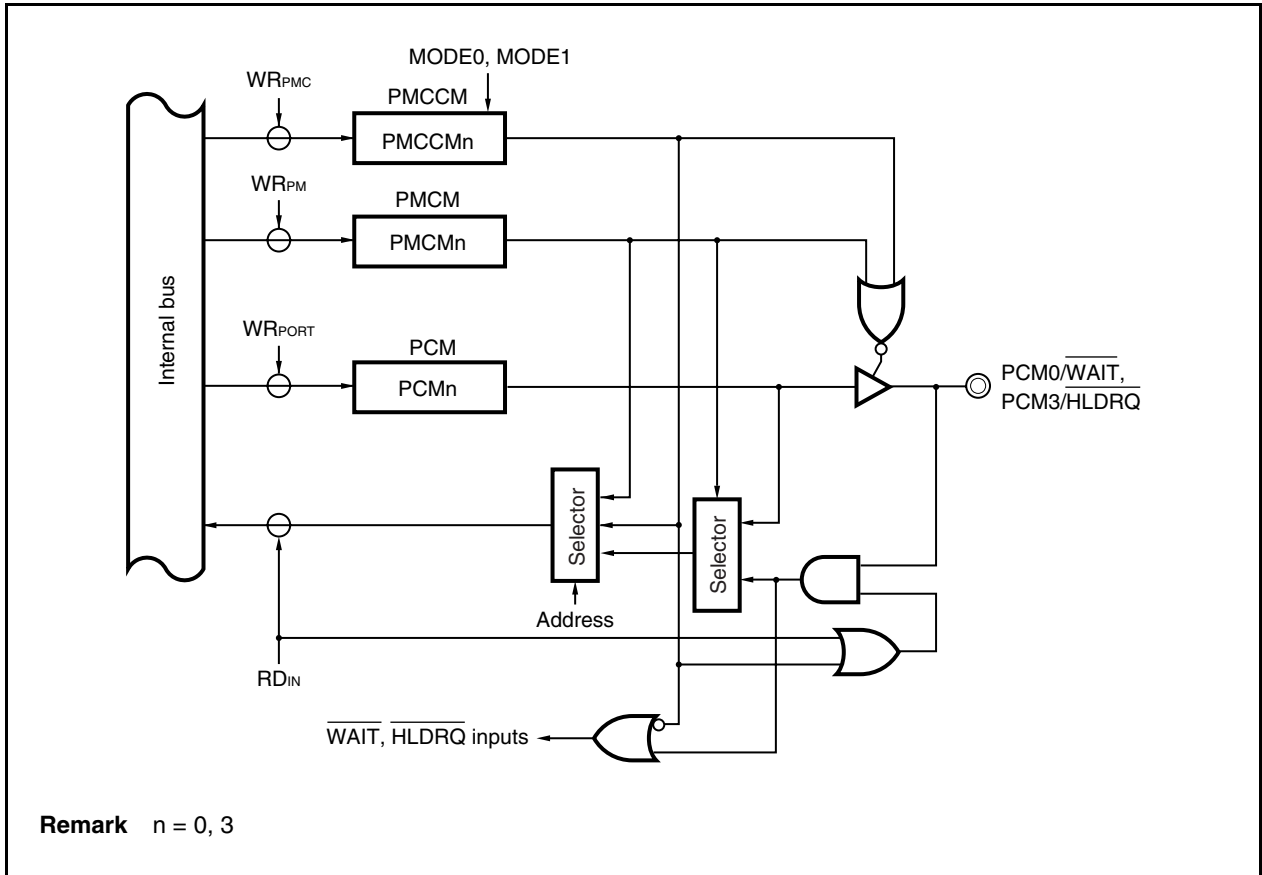 MODE0, MODE1
WRPMC
PMCCM
PMCCMn
WRPM
PMCM
PMCMn
Internal bus
WRPORT
PCM
PCMn
PCM0/WAIT,
PCM3/HLDRQ
Selector
Selector
Address
RDIN
WAIT, HLDRQ inputs
Remark n = 0, 3